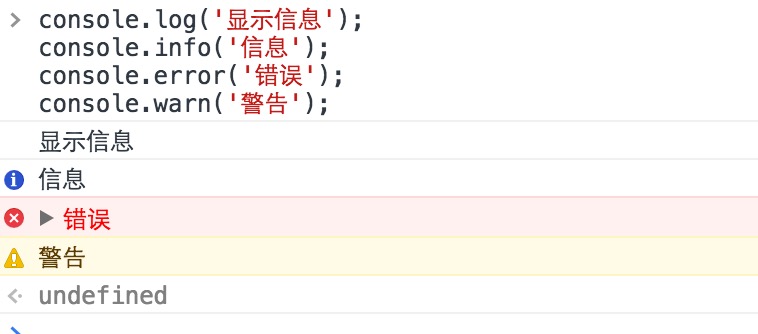 console.log('显示信息');
console.info('信息');
console.error('错误');
console.warn('警告');
显示信息
信息
错误
警告
undefined